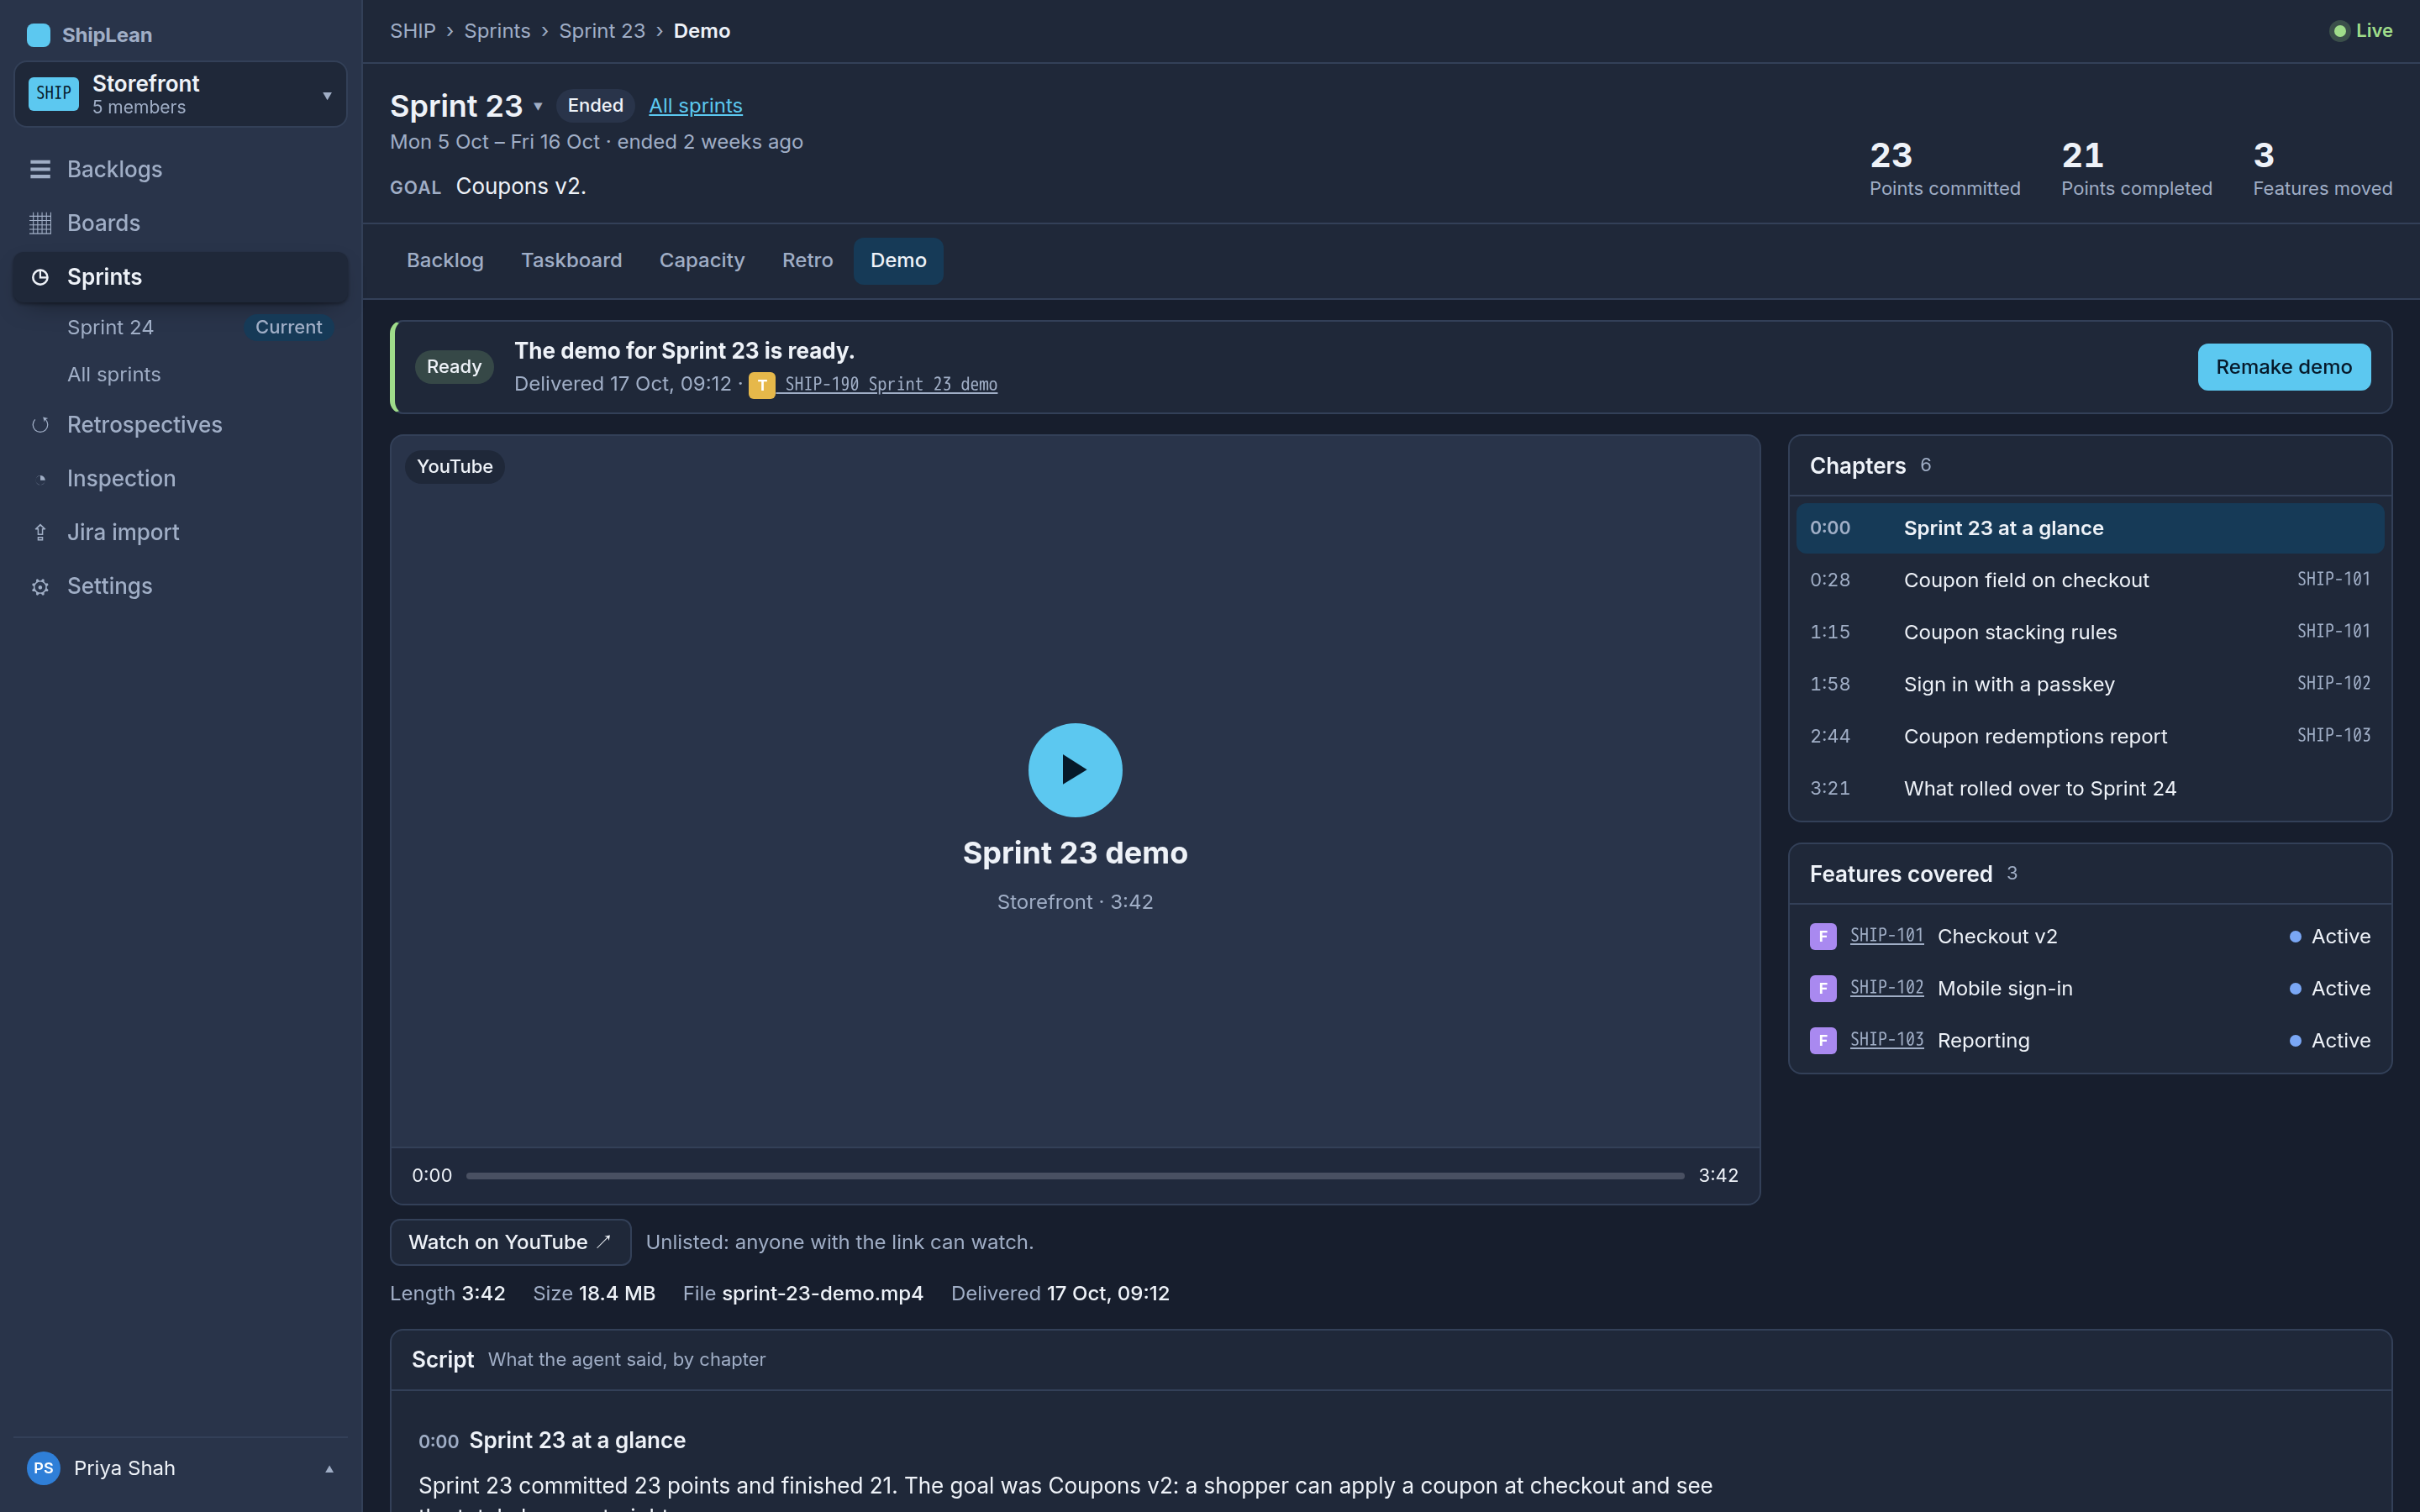 ShipLean
SHIP Storefront
5 members
Backlogs
Boards
Sprints
Sprint 24 Current
All sprints
Retrospectives
Inspection
Jira import
Settings
PS Priya Shah
SHIP › Sprints › Sprint 23 › Demo
Live
Sprint 23 Ended All sprints
Mon 5 Oct – Fri 16 Oct · ended 2 weeks ago
GOAL Coupons v2.
23 Points committed
21 Points completed
3 Features moved
Backlog Taskboard Capacity Retro Demo
Ready
The demo for Sprint 23 is ready.
Delivered 17 Oct, 09:12 · T SHIP-190 Sprint 23 demo
Remake demo
YouTube
Sprint 23 demo
Storefront · 3:42
0:00 3:42
Watch on YouTube ↗ Unlisted: anyone with the link can watch.
Length 3:42 Size 18.4 MB File sprint-23-demo.mp4 Delivered 17 Oct, 09:12
Chapters 6
0:00 Sprint 23 at a glance
0:28 Coupon field on checkout SHIP-101
1:15 Coupon stacking rules SHIP-101
1:58 Sign in with a passkey SHIP-102
2:44 Coupon redemptions report SHIP-103
3:21 What rolled over to Sprint 24
Features covered 3
F SHIP-101 Checkout v2 Active
F SHIP-102 Mobile sign-in Active
F SHIP-103 Reporting Active
Script What the agent said, by chapter
0:00 Sprint 23 at a glance
Sprint 23 committed 23 points and finished 21. The goal was Coupons v2: a shopper can apply a coupon at checkout and see